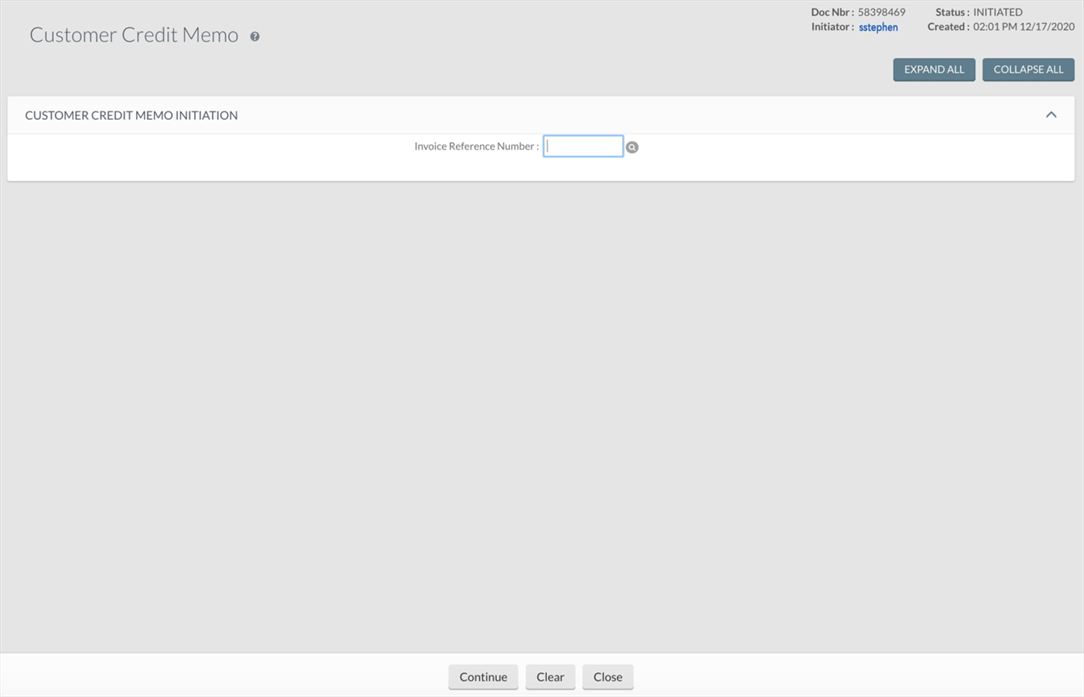 Customer Credit Memo
Doc Nbr : 58398469 Status : INITIATED
Initiator : sstephen Created : 02:01 PM 12/17/2020
EXPAND ALL COLLAPSE ALL
CUSTOMER CREDIT MEMO INITIATION
Invoice Reference Number :
Continue Clear Close